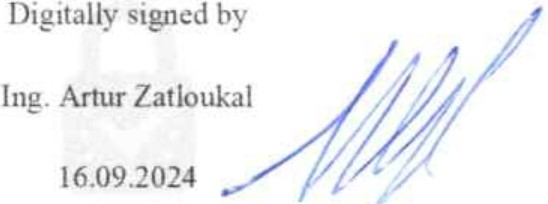 Digitally signed by
Ing. Artur Zatloukal
16.09.2024